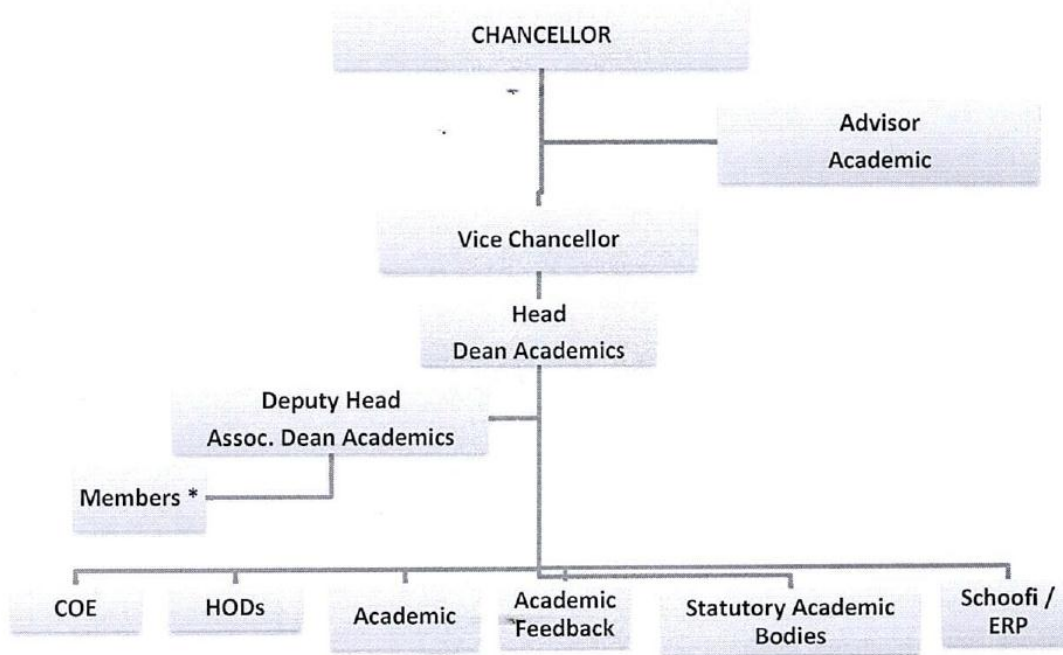 CHANCELLOR
Advisor
Academic
Vice Chancellor
Head
Dean Academics
Deputy Head
Assoc. Dean Academics
Members *
COE
HODs
Academic
Academic
Feedback
Statutory Academic
Bodies
Schoofi /
ERP